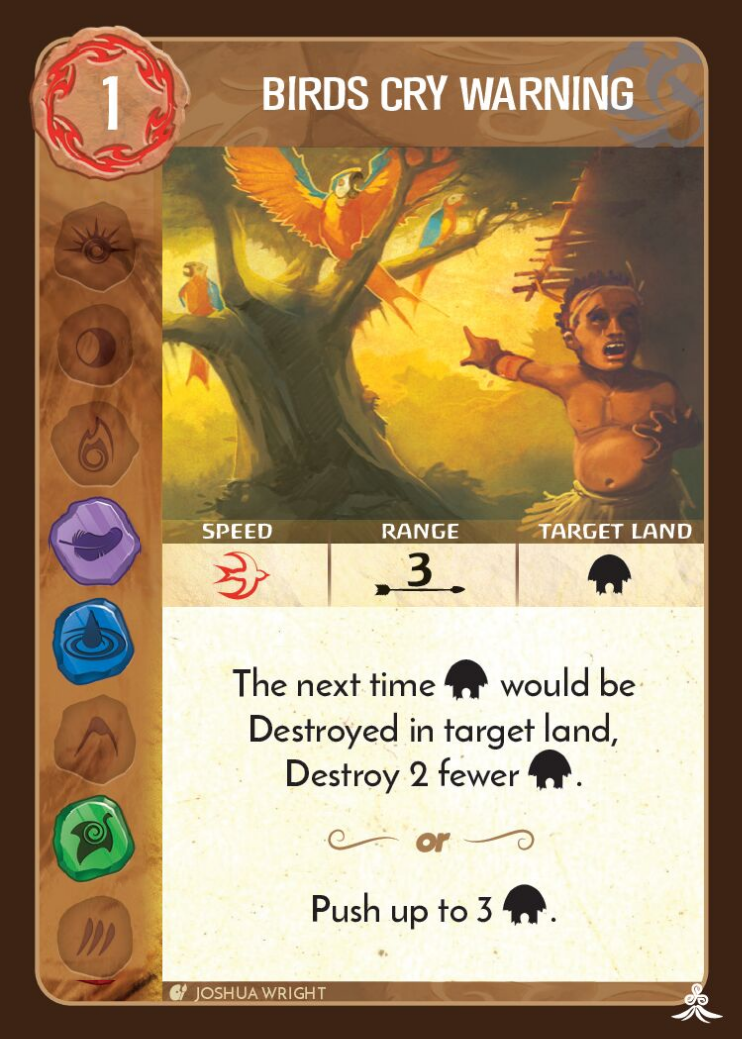 1
BIRDS CRY WARNING
SPEED RANGE TARGET LAND
3
The next time would be
Destroyed in target land,
Destroy 2 fewer .
or
Push up to 3 .
JOSHUA WRIGHT